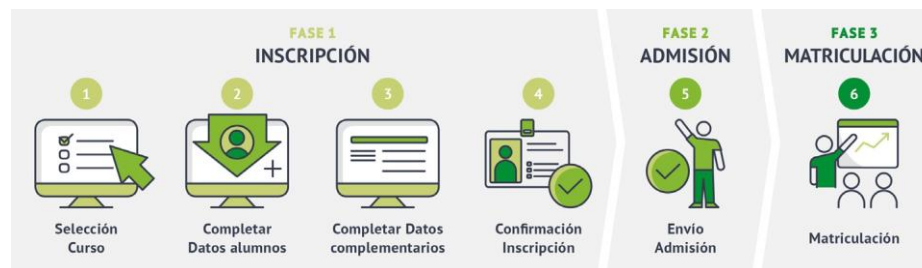 FASE 1
INSCRIPCIÓN
1
2
3
4
Selección
Curso
Completar
Datos alumnos
Completar Datos
complementarios
Confirmación
Inscripción
FASE 2
ADMISIÓN
5
Envío
Admisión
FASE 3
MATRICULACIÓN
6
Matriculación